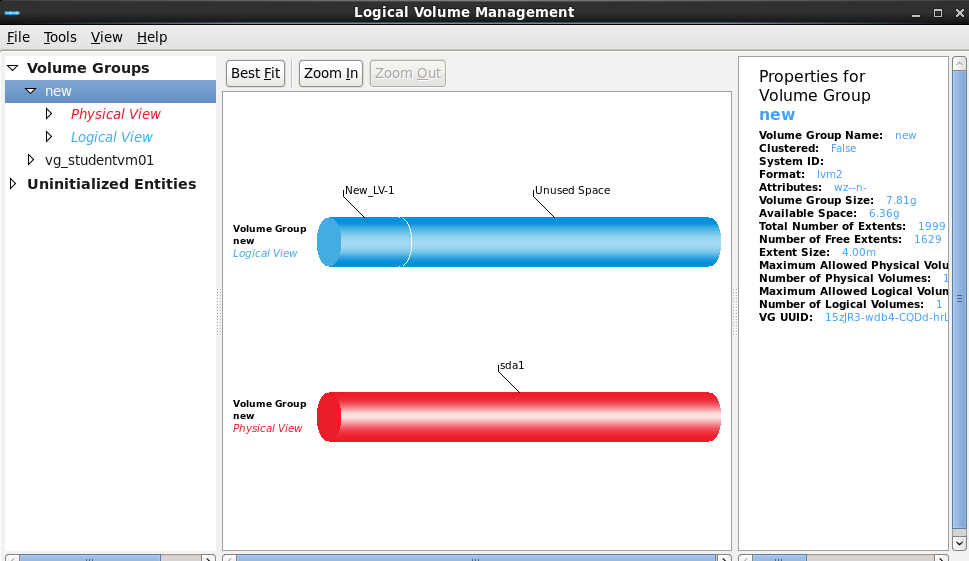 Logical Volume Management
File Tools View Help
Volume Groups
new
Physical View
Logical View
vg_studentvm01
Uninitialized Entities
Best Fit Zoom In Zoom Out
New_LV-1 Unused Space
Volume Group
new
Logical View
sda1
Volume Group
new
Physical View
Properties for
Volume Group
new
Volume Group Name: new
Clustered: False
System ID:
Format: lvm2
Attributes: wz--n-
Volume Group Size: 7.81g
Available Space: 6.36g
Total Number of Extents: 1999
Number of Free Extents: 1629
Extent Size: 4.00m
Maximum Allowed Physical Volu
Number of Physical Volumes: 1
Maximum Allowed Logical Volum
Number of Logical Volumes: 1
VG UUID: 15zJR3-wdb4-CQDd-hrL